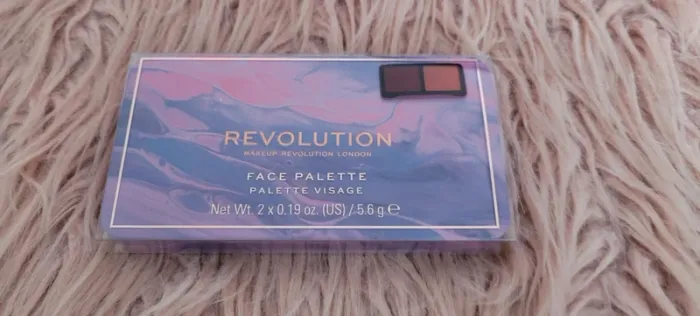 REVOLUTION
MAKEUP REVOLUTION LONDON
FACE PALETTE
PALETTE VISAGE
Net Wt. 2 x 0.19 oz. (US) / 5.6 g ℮